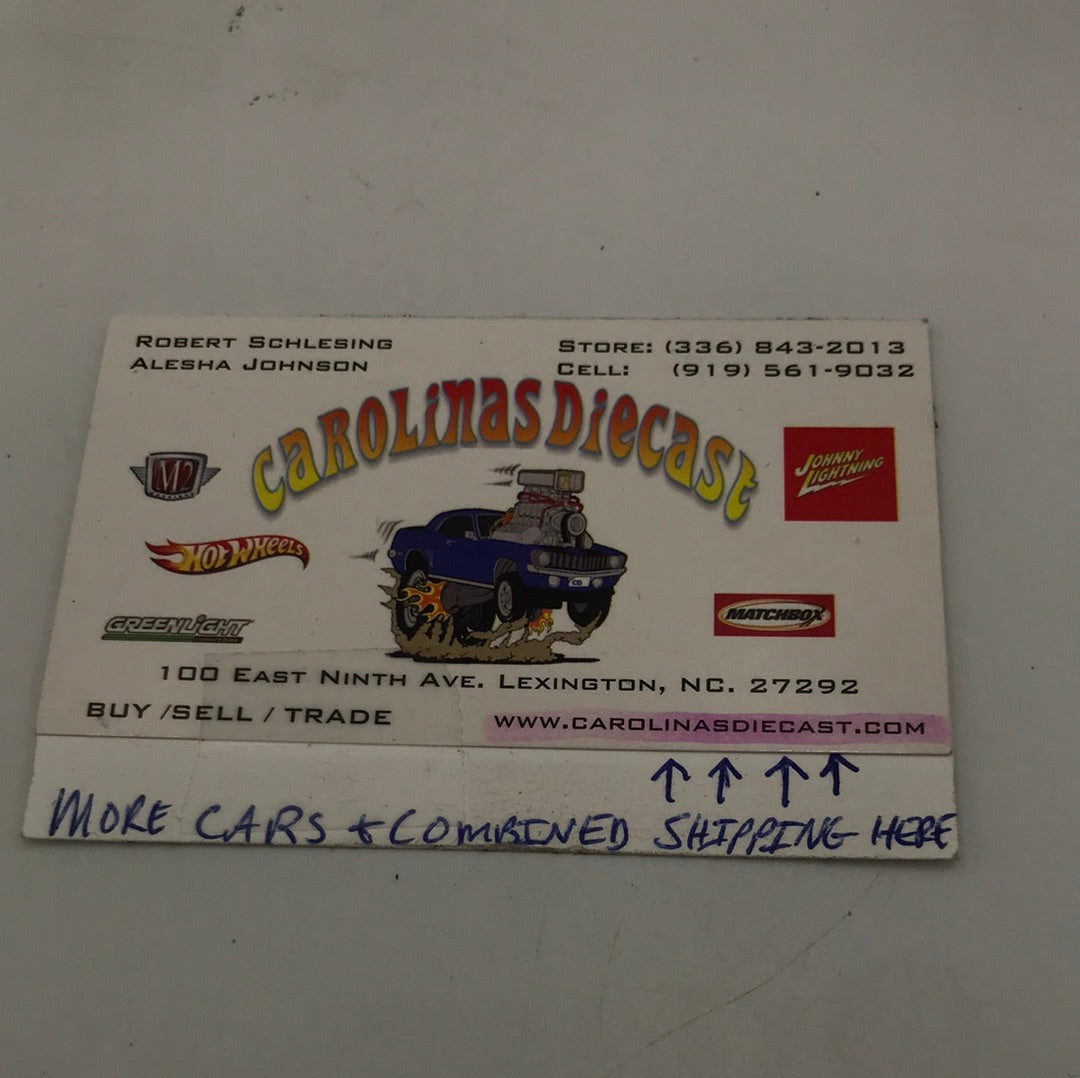 ROBERT SCHLESING
ALESHA JOHNSON
STORE: (336) 843-2013
CELL: (919) 561-9032
CAROLINAS DIECAST
M2
JOHNNY
LIGHTNING
HOT WHEELS
GREENLIGHT
CD
MATCHBOX
100 EAST NINTH AVE. LEXINGTON, NC. 27292
BUY /SELL / TRADE
WWW.CAROLINASDIECAST.COM
↑ ↑ ↑ ↑
MORE CARS + COMBINED SHIPPING HERE